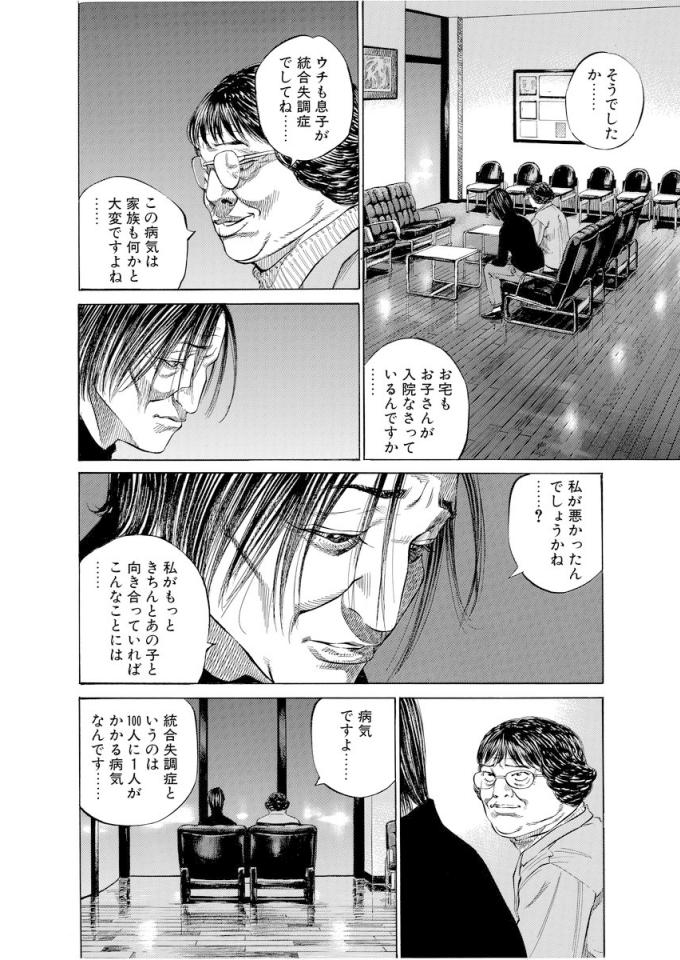 そうでした
か……
お宅も
お子さんが
入院なさって
いるんですか
……
ウチも息子が
統合失調症
でしてね……
この病気は
家族も何かと
大変ですよね
……
私が悪かったん
でしょうかね
……?
私がもっと
きちんとあの子と
向き合っていれば
こんなことには
……
病気
ですよ……
統合失調症と
いうのは
100人に1人が
かかる病気
なんです……